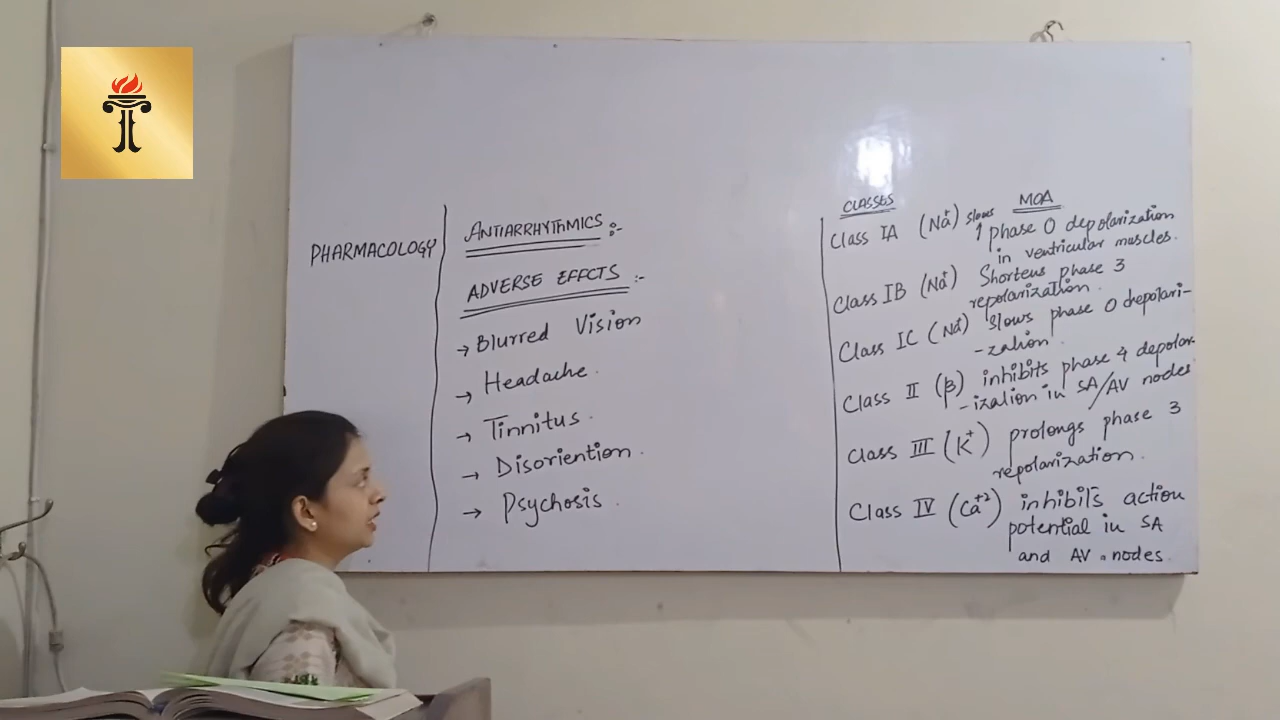 PHARMACOLOGY
ANTIARRHYTHMICS :-
ADVERSE EFFCTS :-
→ Blurred Vision
→ Headache.
→ Tinnitus.
→ Disoriention.
→ Psychosis.
CLASSES MOA
Class IA (Na+) slows
1 phase 0 depolarization
in ventricular muscles.
Class IB (Na+) Shortens phase 3
repolarization.
Class IC (Na+) slows phase 0 depolari-
-zation.
Class II (β) inhibits phase 4 depolar-
-ization in SA/AV nodes
Class III (K+) prolongs phase 3
repolarization.
Class IV (Ca+2) inhibits action
potential in SA
and AV nodes.